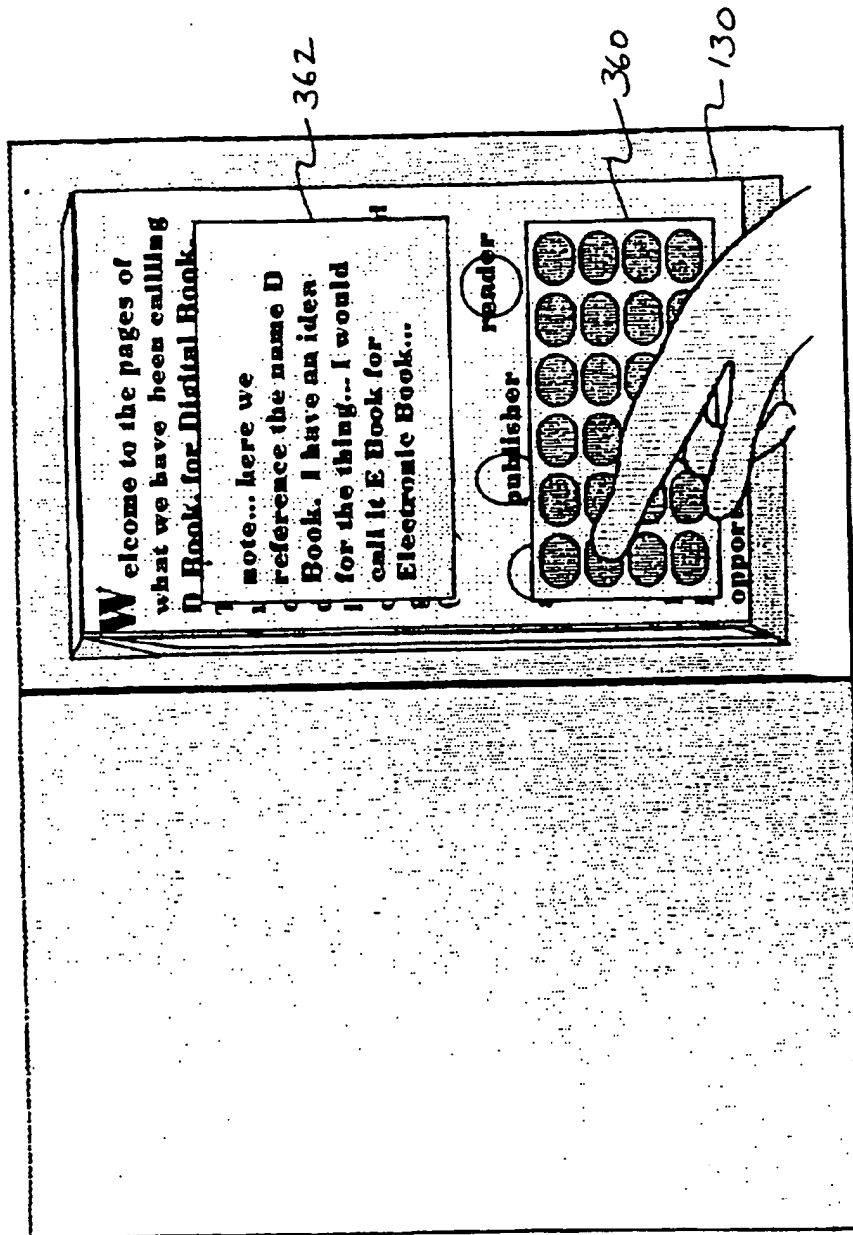 Welcome to the pages of
what we have been callling
D Book, for Digital Book.
note... here we
reference the name D
Book. I have an idea
for the thing... I would
call it E Book for
Electronic Book...
publisher
reader
oppor
362
360
130